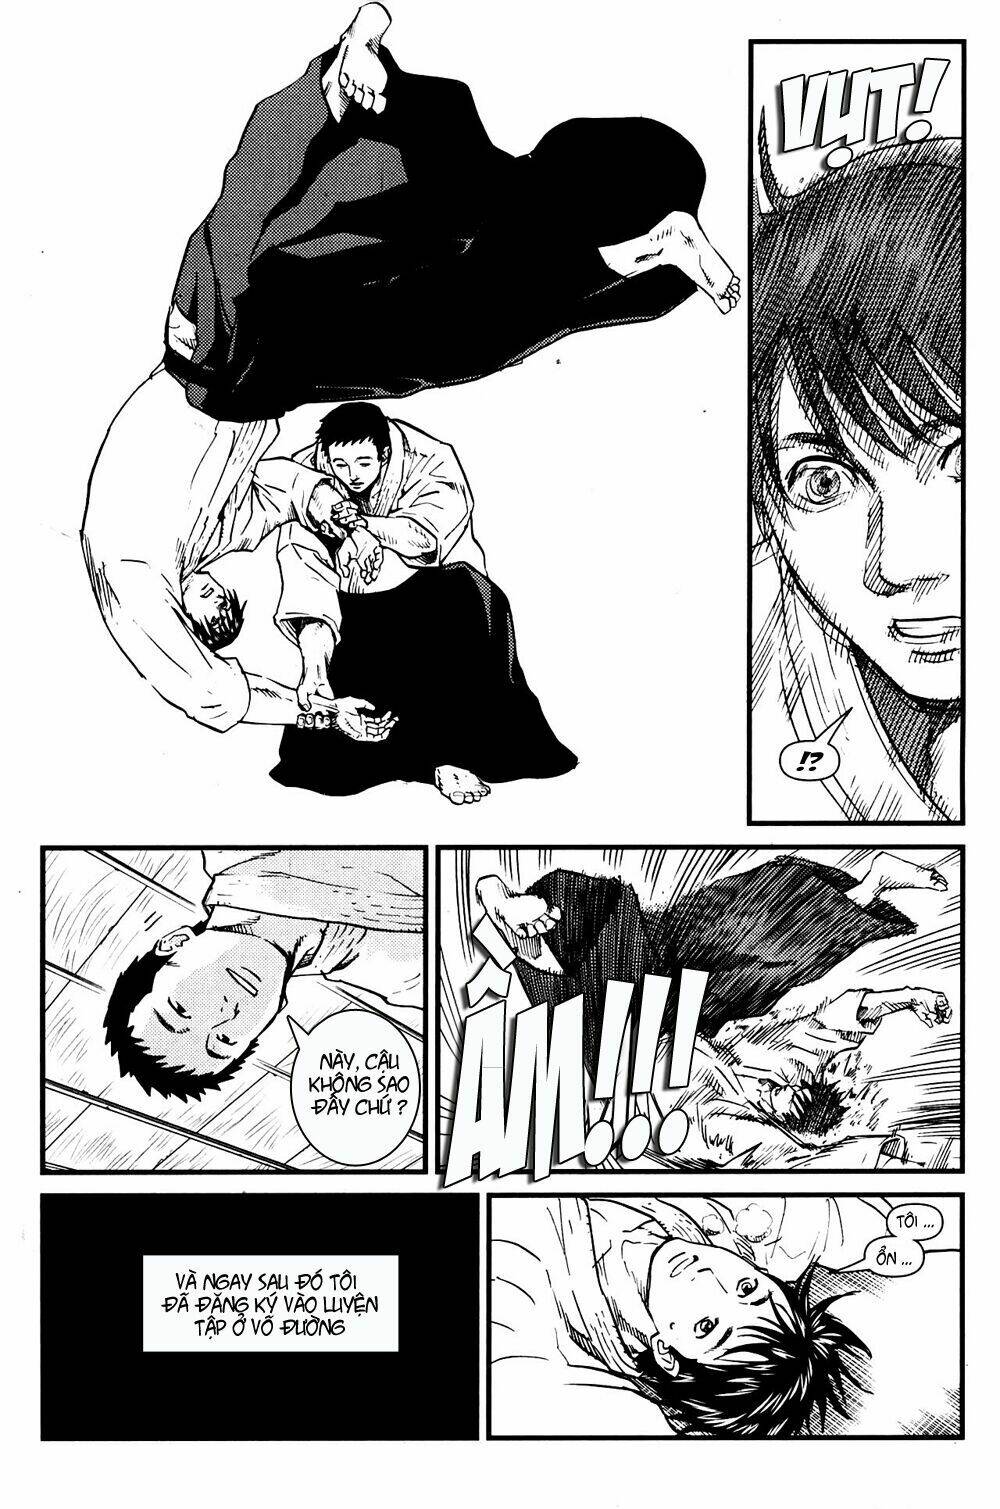 VỤT!
!?
ẦM!!!
NÀY, CẬU
KHÔNG SAO
ĐẤY CHỨ ?
TÔI ...
ỔN ...
VÀ NGAY SAU ĐÓ TÔI
ĐÃ ĐĂNG KÝ VÀO LUYỆN
TẬP Ở VÕ ĐƯỜNG